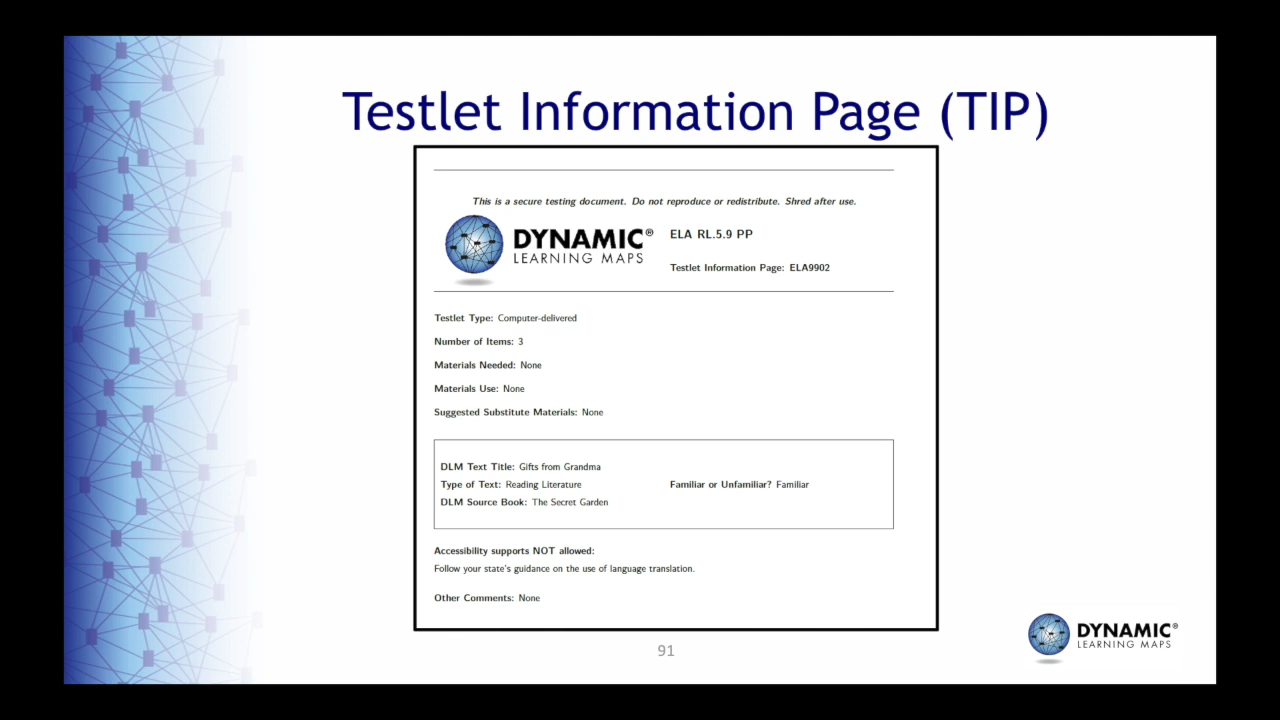 Testlet Information Page (TIP)
This is a secure testing document. Do not reproduce or redistribute. Shred after use.
DYNAMIC®
LEARNING MAPS
ELA RL.5.9 PP
Testlet Information Page: ELA9902
Testlet Type: Computer-delivered
Number of Items: 3
Materials Needed: None
Materials Use: None
Suggested Substitute Materials: None
DLM Text Title: Gifts from Grandma
Type of Text: Reading Literature Familiar or Unfamiliar? Familiar
DLM Source Book: The Secret Garden
Accessibility supports NOT allowed:
Follow your state's guidance on the use of language translation.
Other Comments: None
91
DYNAMIC®
LEARNING MAPS